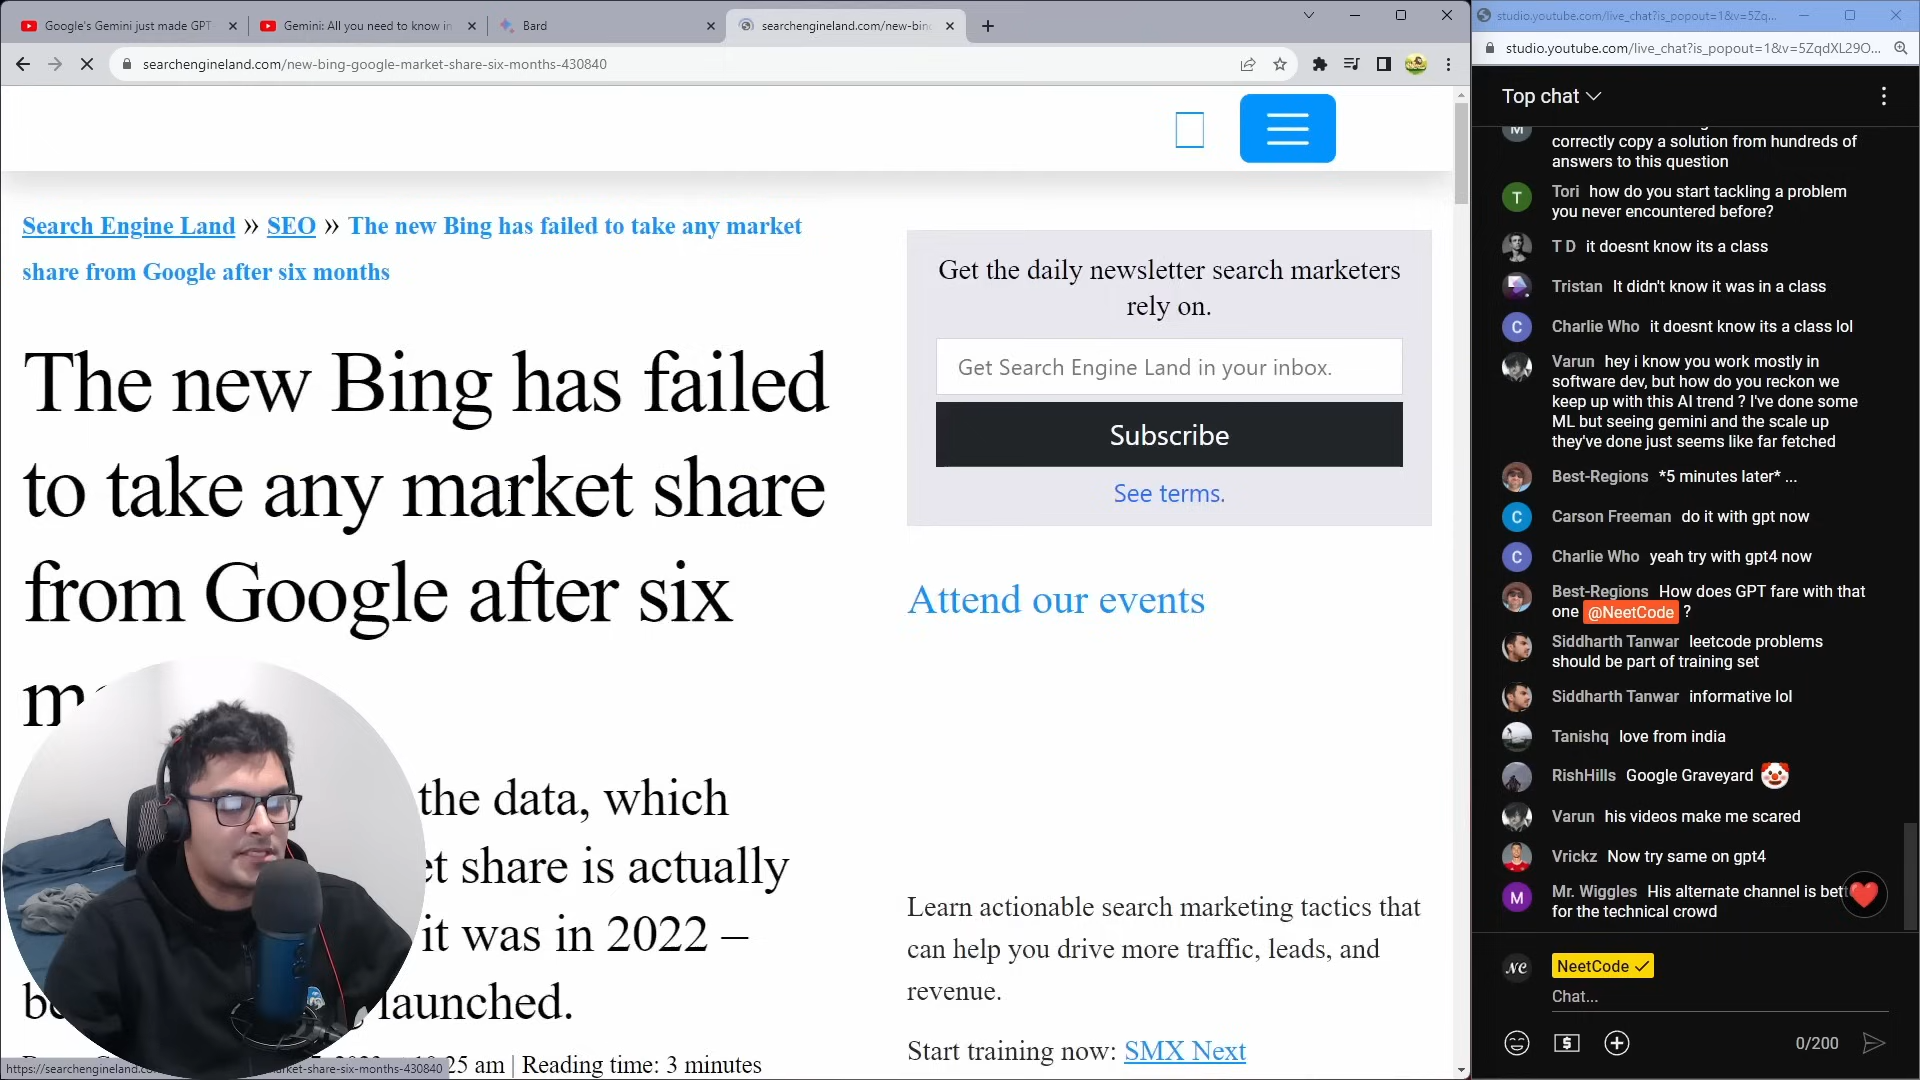 Google's Gemini just made GPT
Gemini: All you need to know in
Bard
searchengineland.com/new-bing
searchengineland.com/new-bing-google-market-share-six-months-430840
Search Engine Land » SEO » The new Bing has failed to take any market
share from Google after six months
The new Bing has failed
to take any market share
from Google after six
the data, which
share is actually
it was in 2022 –
launched.
25 am | Reading time: 3 minutes
https://searchengineland.co
market-share-six-months-430840
Get the daily newsletter search marketers
rely on.
Get Search Engine Land in your inbox.
Subscribe
See terms.
Attend our events
Learn actionable search marketing tactics that
can help you drive more traffic, leads, and
revenue.
Start training now: SMX Next
studio.youtube.com/live_chat?is_popout=1&v=5Zq...
studio.youtube.com/live_chat?is_popout=1&v=5ZqdXL29O...
Top chat
M
correctly copy a solution from hundreds of
answers to this question
T
Tori how do you start tackling a problem
you never encountered before?
T D it doesnt know its a class
Tristan It didn't know it was in a class
C
Charlie Who it doesnt know its a class lol
Varun hey i know you work mostly in
software dev, but how do you reckon we
keep up with this AI trend ? I've done some
ML but seeing gemini and the scale up
they've done just seems like far fetched
Best-Regions *5 minutes later* ...
C
Carson Freeman do it with gpt now
C
Charlie Who yeah try with gpt4 now
Best-Regions How does GPT fare with that
one @NeetCode ?
Siddharth Tanwar leetcode problems
should be part of training set
Siddharth Tanwar informative lol
Tanishq love from india
RishHills Google Graveyard 🤡
Varun his videos make me scared
Vrickz Now try same on gpt4
M
Mr. Wiggles His alternate channel is bet
for the technical crowd
NC
NeetCode
Chat...
0/200